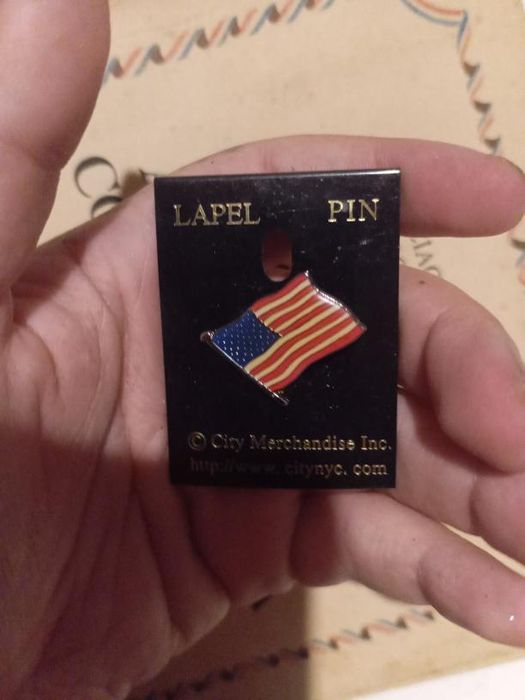 LAPEL PIN
© City Merchandise Inc.
http://www.citynyc.com